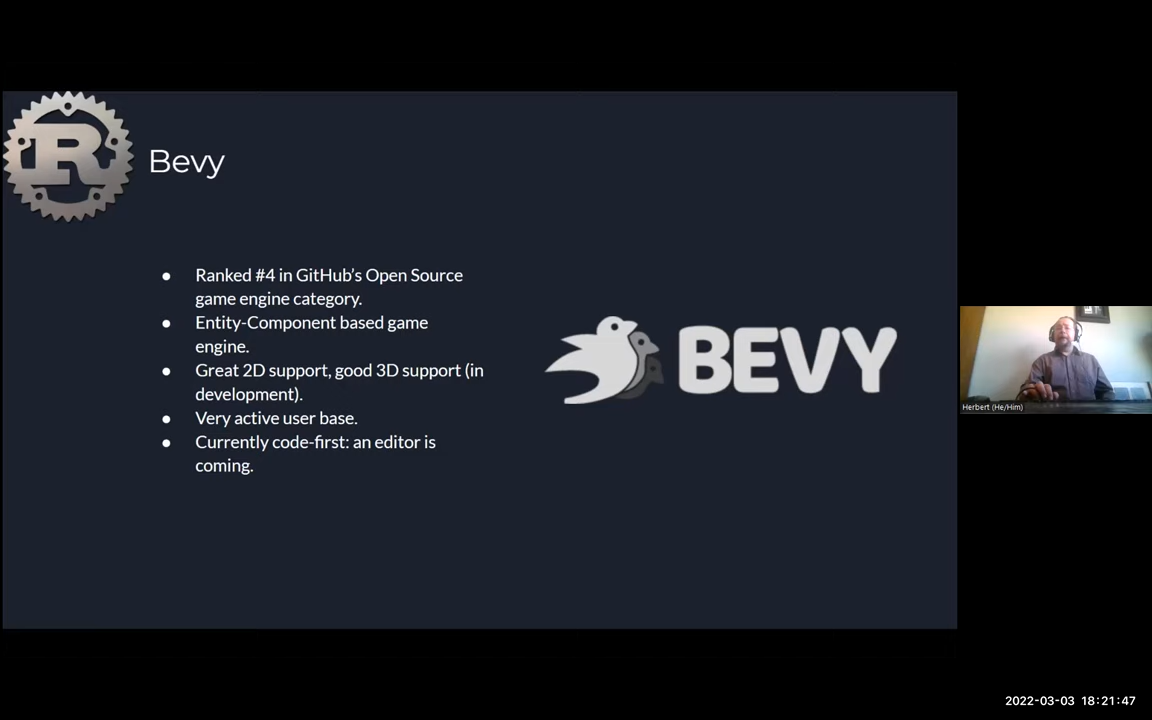 R
Bevy
● Ranked #4 in GitHub's Open Source
game engine category.
● Entity-Component based game
engine.
● Great 2D support, good 3D support (in
development).
● Very active user base.
● Currently code-first: an editor is
coming.
BEVY
Herbert (He/Him)
2022-03-03 18:21:47